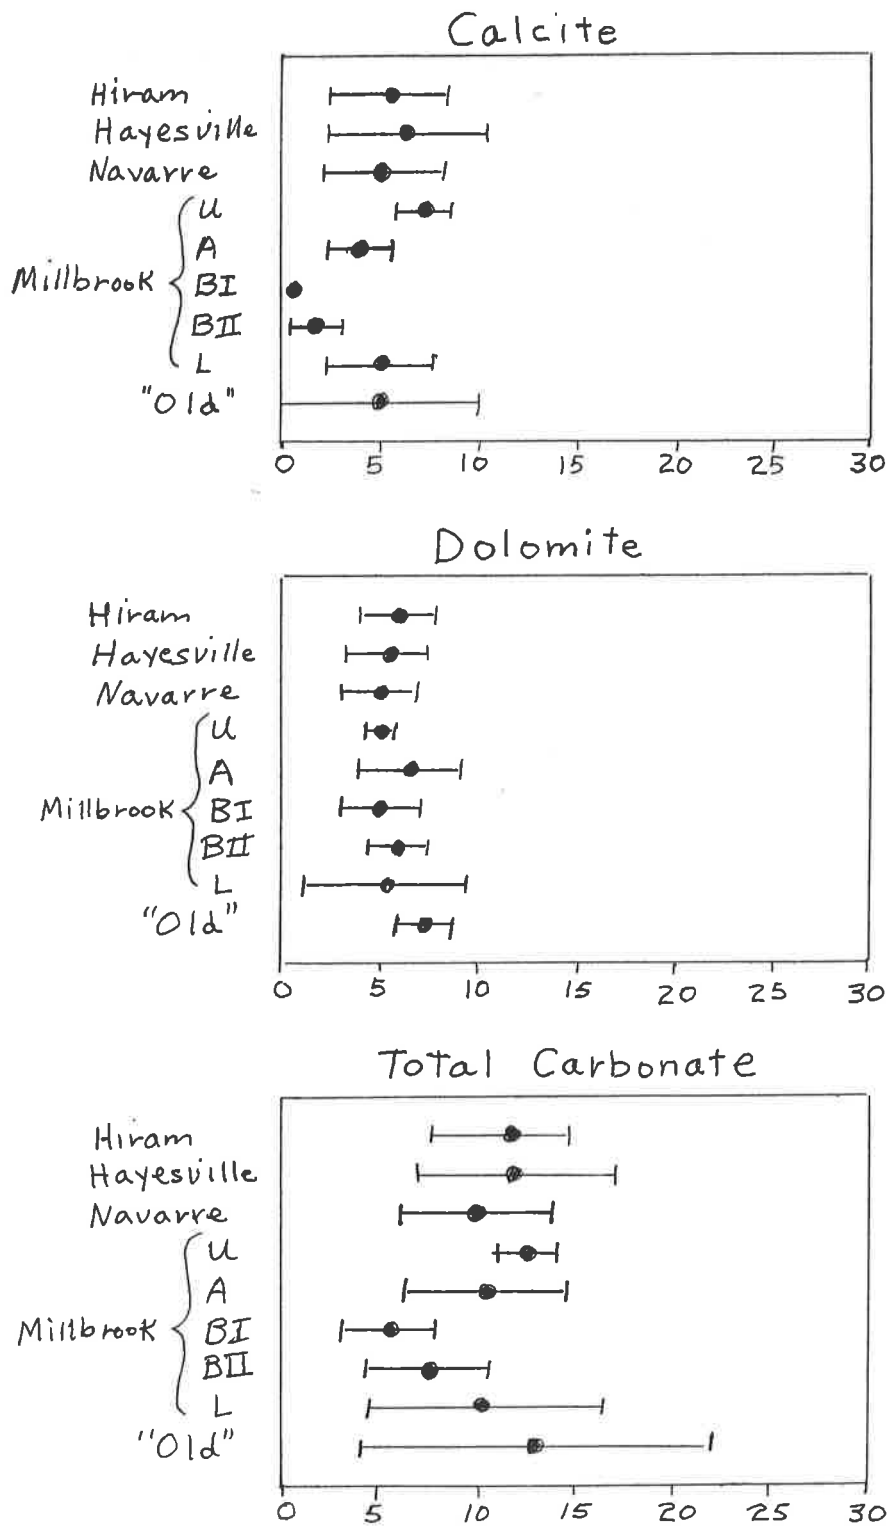 Calcite
Hiram
Hayesville
Navarre
U
A
Millbrook
BI
BII
L
"Old"
0 5 10 15 20 25 30
Dolomite
Hiram
Hayesville
Navarre
U
A
Millbrook
BI
BII
L
"Old"
0 5 10 15 20 25 30
Total Carbonate
Hiram
Hayesville
Navarre
U
A
Millbrook
BI
BII
L
"Old"
0 5 10 15 20 25 30